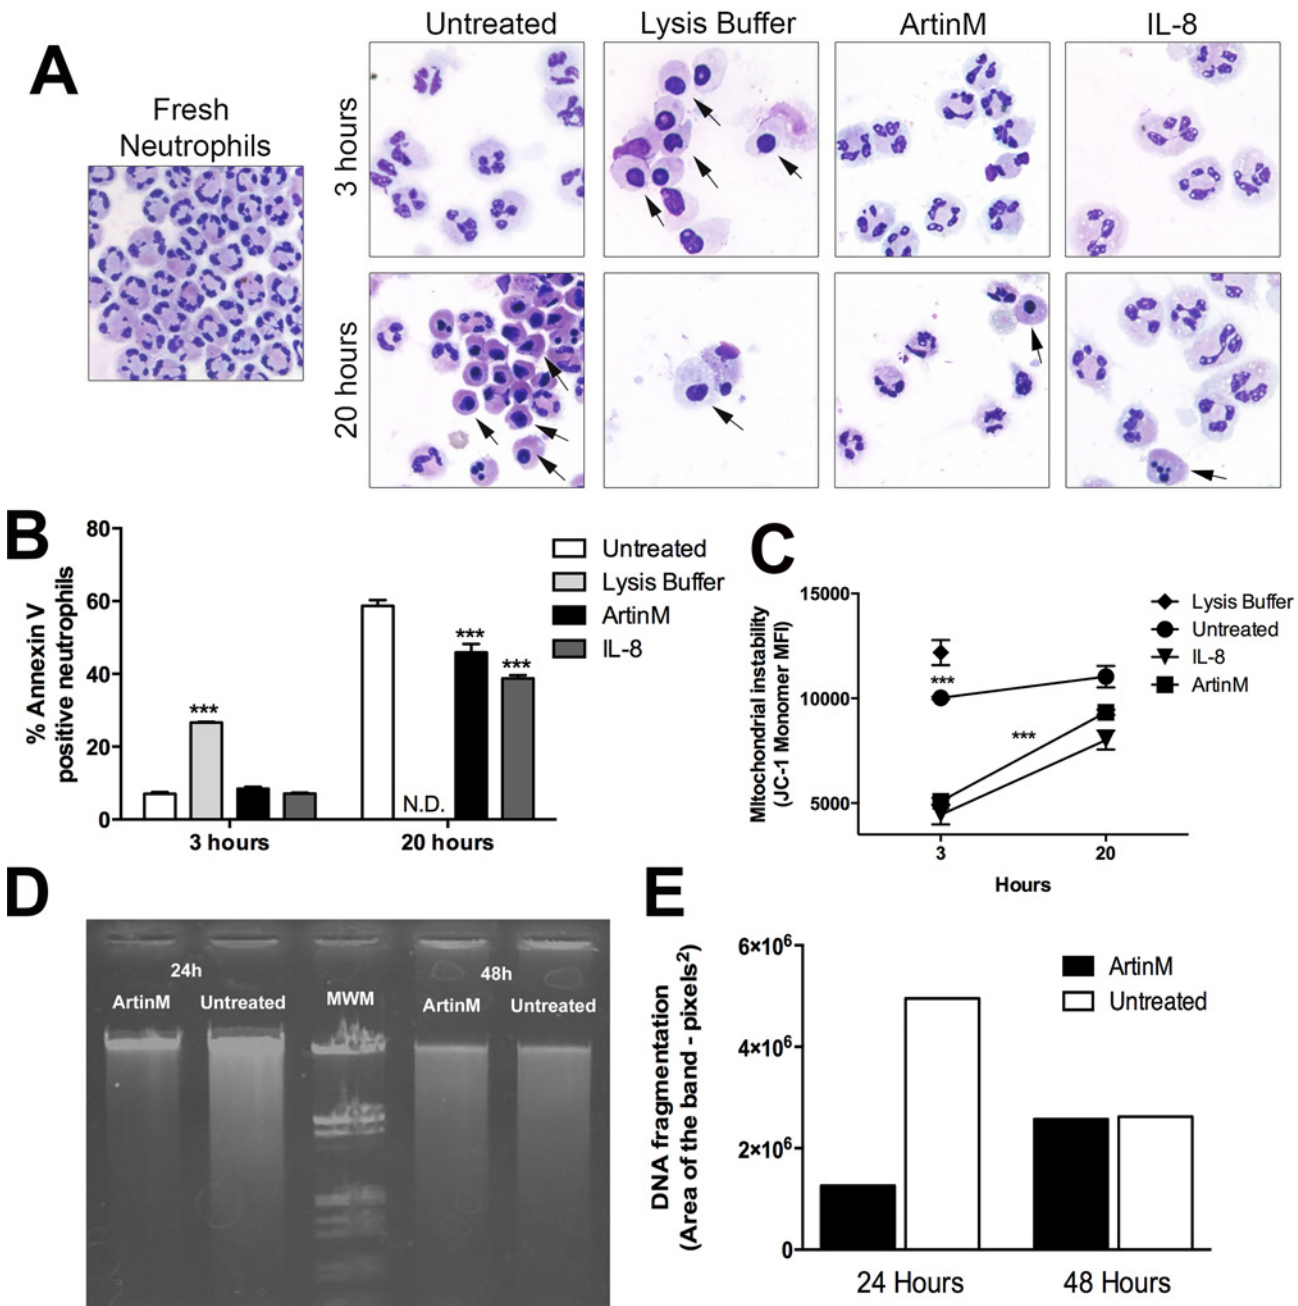 A
Fresh
Neutrophils
Untreated
Lysis Buffer
ArtinM
IL-8
3 hours
20 hours
B
% Annexin V
positive neutrophils
80
60
40
20
0
***
N.D.
***
***
3 hours
20 hours
Untreated
Lysis Buffer
ArtinM
IL-8
C
MItochondrial instability
(JC-1 Monomer MFI)
15000
10000
5000
***
***
3
20
Hours
Lysis Buffer
Untreated
IL-8
ArtinM
D
24h
48h
ArtinM
Untreated
MWM
ArtinM
Untreated
E
DNA fragmentation
(Area of the band - pixels²)
6×10⁶
4×10⁶
2×10⁶
0
24 Hours
48 Hours
ArtinM
Untreated